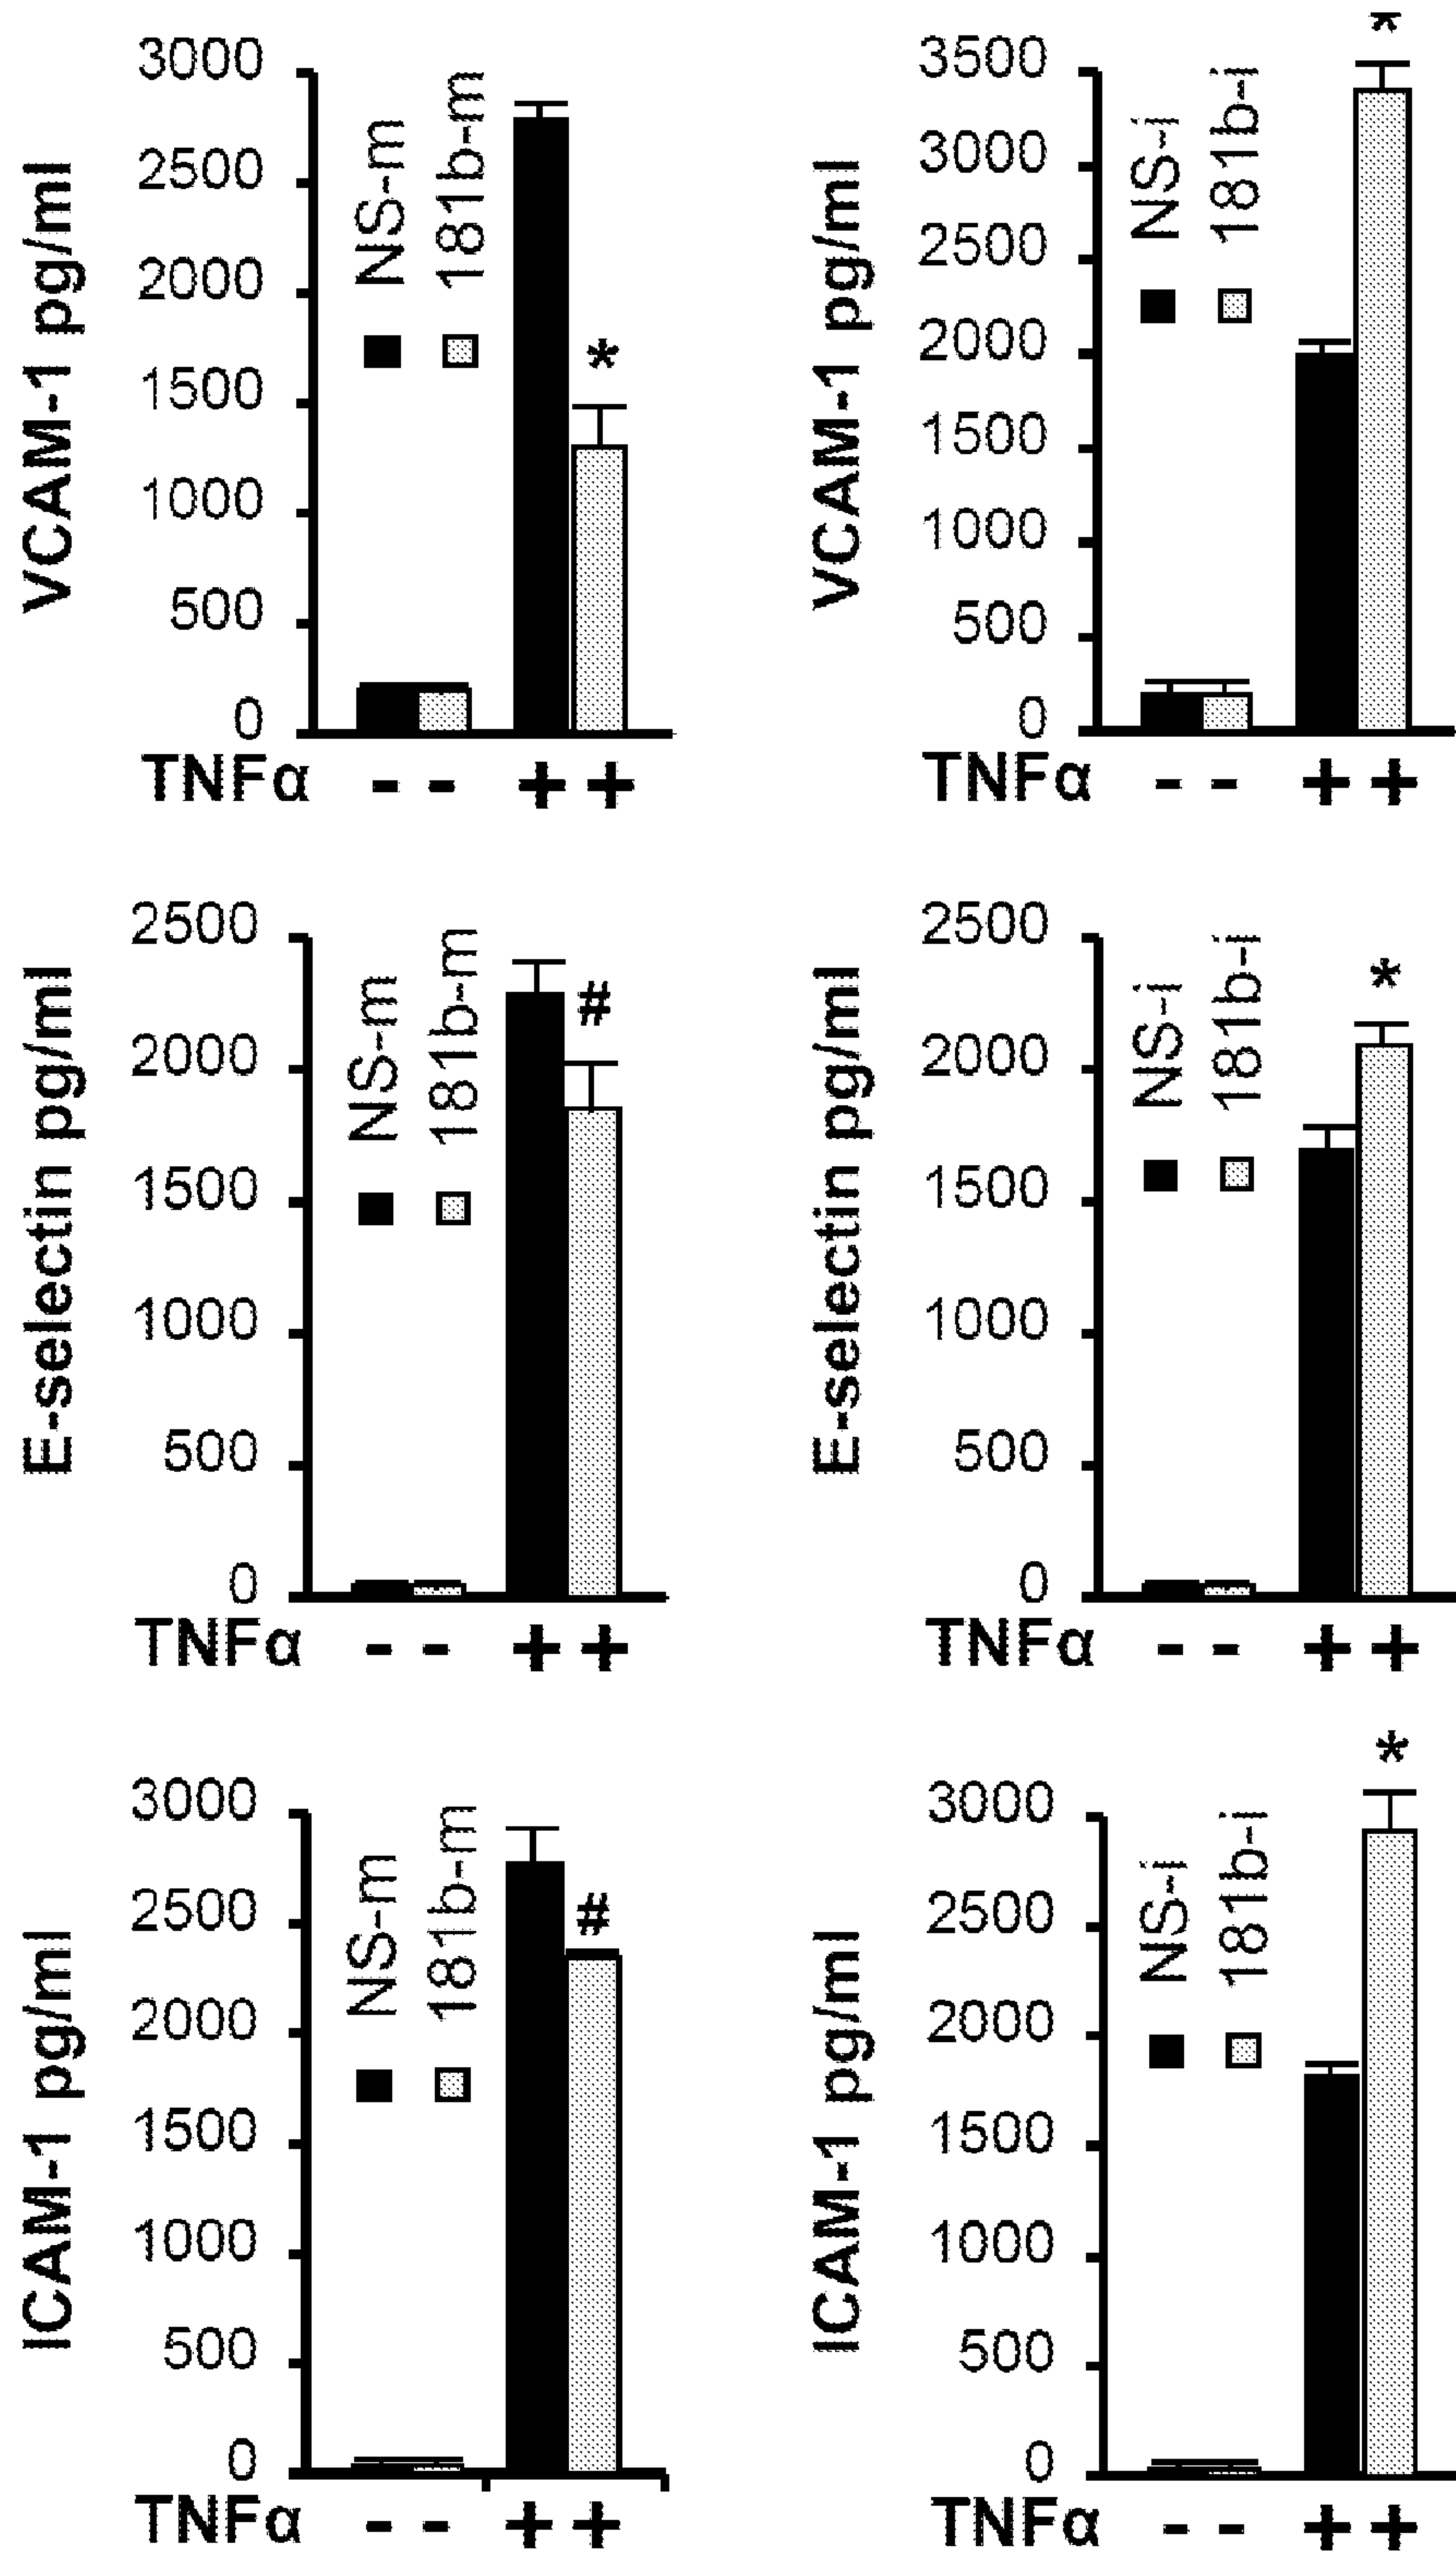 VCAM-1 pg/ml
3000
2500
2000
1500
1000
500
0
NS-m
181b-m
*
TNFα - - + +
VCAM-1 pg/ml
3500
3000
2500
2000
1500
1000
500
0
NS-i
181b-i
*
TNFα - - + +
E-selectin pg/ml
2500
2000
1500
1000
500
0
NS-m
181b-m
#
TNFα - - + +
E-selectin pg/ml
2500
2000
1500
1000
500
0
NS-i
181b-i
*
TNFα - - + +
ICAM-1 pg/ml
3000
2500
2000
1500
1000
500
0
NS-m
181b-m
#
TNFα - - + +
ICAM-1 pg/ml
3000
2500
2000
1500
1000
500
0
NS-i
181b-i
*
TNFα - - + +